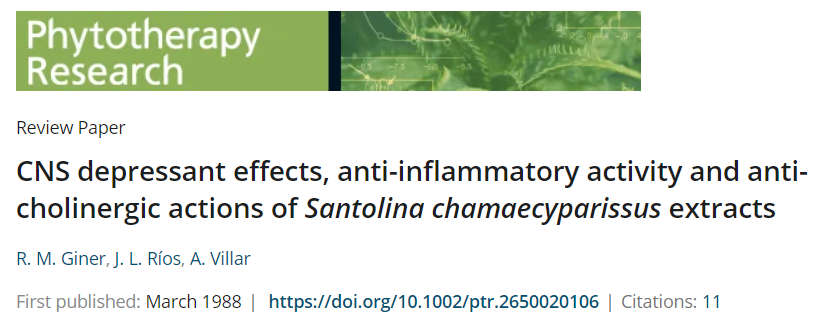 Phytotherapy
Research
Review Paper
CNS depressant effects, anti-inflammatory activity and anti-
cholinergic actions of Santolina chamaecyparissus extracts
R. M. Giner, J. L. Ríos, A. Villar
First published: March 1988 | https://doi.org/10.1002/ptr.2650020106 | Citations: 11